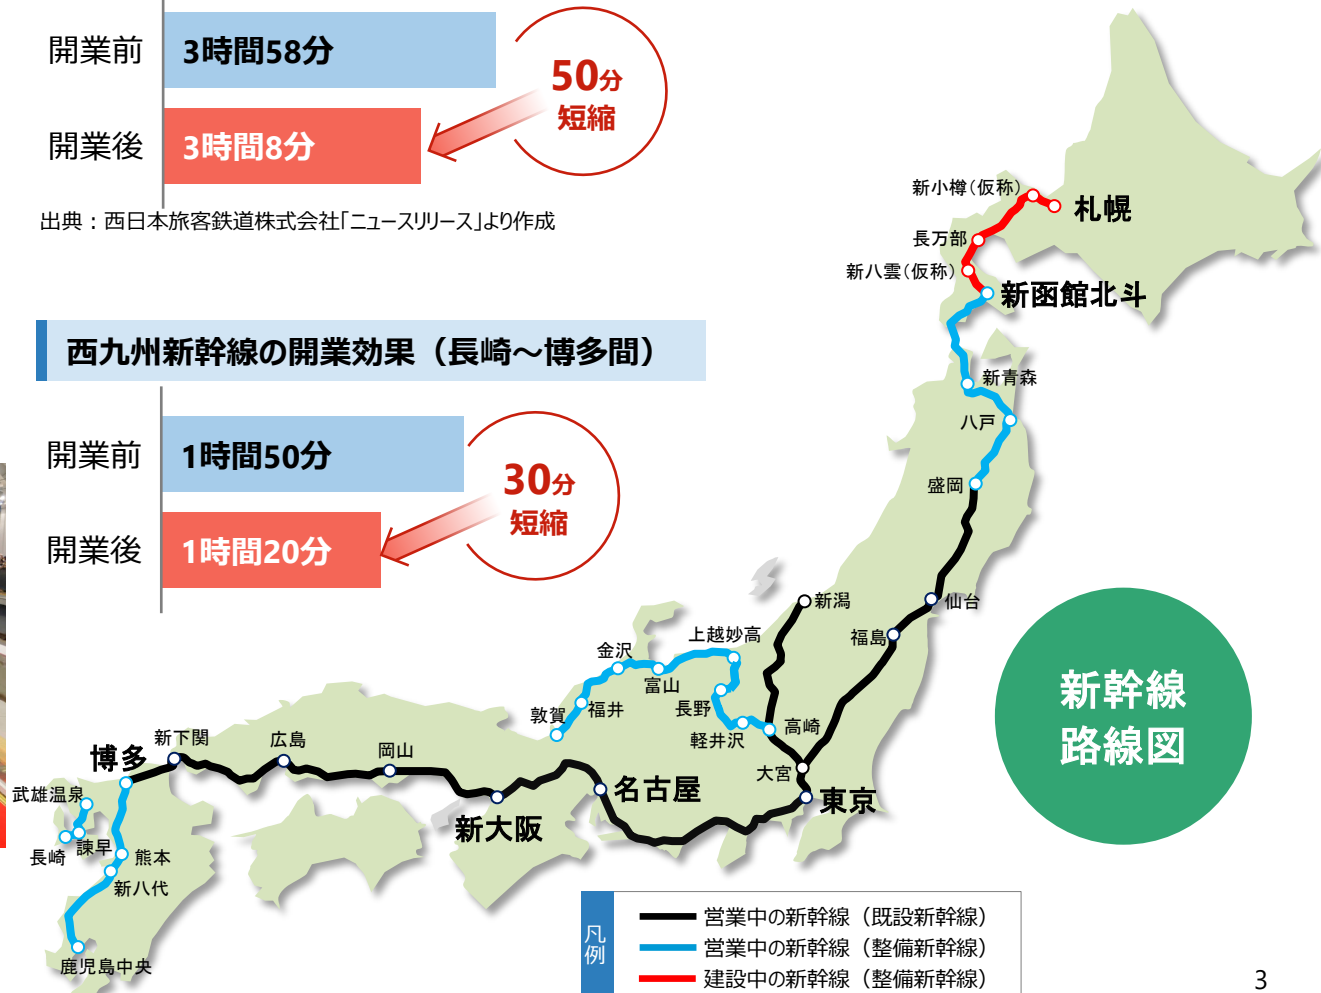 開業前
3時間58分
50分
短縮
開業後
3時間8分
出典：西日本旅客鉄道株式会社「ニュースリリース」より作成
西九州新幹線の開業効果（長崎～博多間）
開業前
1時間50分
30分
短縮
開業後
1時間20分
新小樽（仮称）
札幌
長万部
新八雲（仮称）
新函館北斗
新青森
八戸
盛岡
仙台
新潟
福島
上越妙高
金沢
富山
長野
福井
敦賀
軽井沢
高崎
大宮
東京
名古屋
新大阪
岡山
広島
新下関
博多
武雄温泉
諫早
長崎
熊本
新八代
鹿児島中央
新幹線
路線図
凡例
営業中の新幹線（既設新幹線）
営業中の新幹線（整備新幹線）
建設中の新幹線（整備新幹線）
3